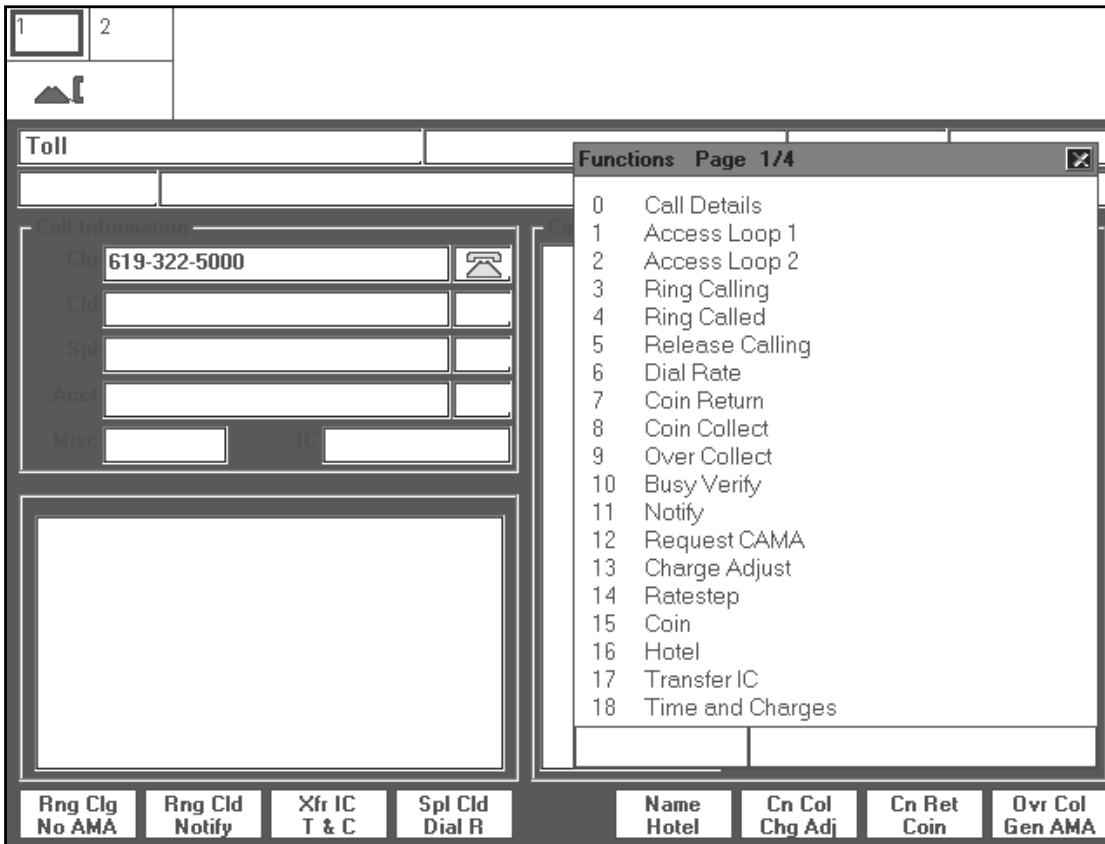 1 2
Toll
Functions Page 1/4
0 Call Details
1 Access Loop 1
2 Access Loop 2
3 Ring Calling
4 Ring Called
5 Release Calling
6 Dial Rate
7 Coin Return
8 Coin Collect
9 Over Collect
10 Busy Verify
11 Notify
12 Request CAMA
13 Charge Adjust
14 Ratestep
15 Coin
16 Hotel
17 Transfer IC
18 Time and Charges
Call Information
Clg 619-322-5000
Cld
Spl
Acct
Misc IC
Ca
Rng Clg
No AMA
Rng Cld
Notify
Xfr IC
T & C
Spl Cld
Dial R
Name
Hotel
Cn Col
Chg Adj
Cn Ret
Coin
Ovr Col
Gen AMA